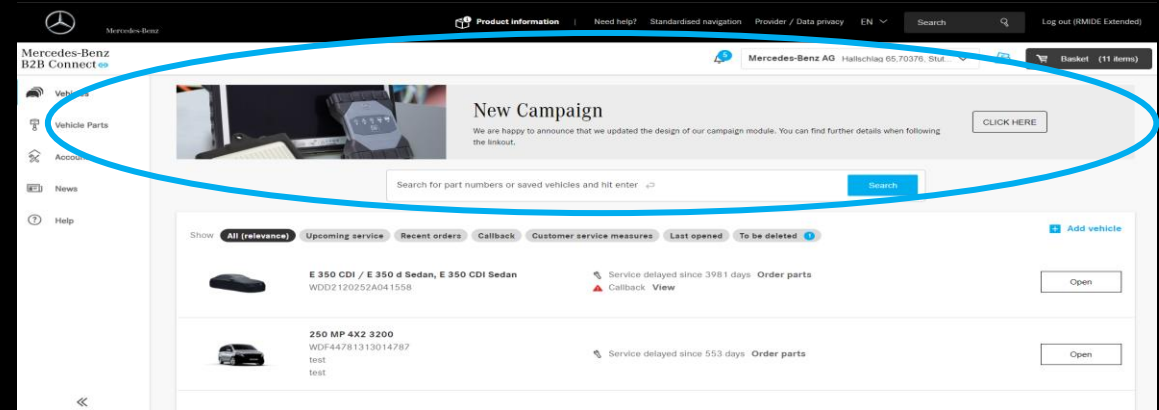 Mercedes-Benz
Product information | Need help? Standardised navigation Provider / Data privacy EN Search Log out (RMIDE Extended)
Mercedes-Benz
B2B Connect
5
Mercedes-Benz AG Hallschlag 65,70376, Stut...
Basket (11 items)
Vehicles
Vehicle Parts
Account
News
Help
New Campaign
We are happy to announce that we updated the design of our campaign module. You can find further details when following
the linkout.
CLICK HERE
Search for part numbers or saved vehicles and hit enter
Search
Show All (relevance) Upcoming service Recent orders Callback Customer service measures Last opened To be deleted 1
Add vehicle
E 350 CDI / E 350 d Sedan, E 350 CDI Sedan
WDD2120252A041558
Service delayed since 3981 days Order parts
Callback View
Open
250 MP 4X2 3200
WDF44781313014787
test
test
Service delayed since 553 days Order parts
Open